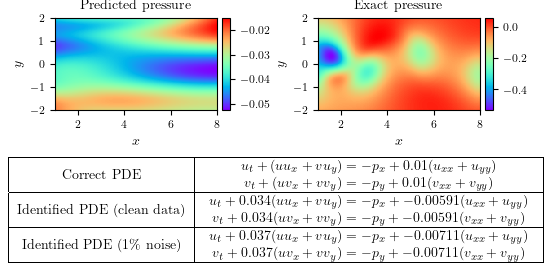 Predicted pressure
Exact pressure
2
1
0
−1
−2
y
2
4
6
8
x
−0.02
−0.03
−0.04
−0.05
2
1
0
−1
−2
y
2
4
6
8
x
0.0
−0.2
−0.4
Correct PDE
u_t + (uu_x + vu_y) = −p_x + 0.01(u_xx + u_yy)
v_t + (uv_x + vv_y) = −p_y + 0.01(v_xx + v_yy)
Identified PDE (clean data)
u_t + 0.034(uu_x + vu_y) = −p_x + −0.00591(u_xx + u_yy)
v_t + 0.034(uv_x + vv_y) = −p_y + −0.00591(v_xx + v_yy)
Identified PDE (1% noise)
u_t + 0.037(uu_x + vu_y) = −p_x + −0.00711(u_xx + u_yy)
v_t + 0.037(uv_x + vv_y) = −p_y + −0.00711(v_xx + v_yy)